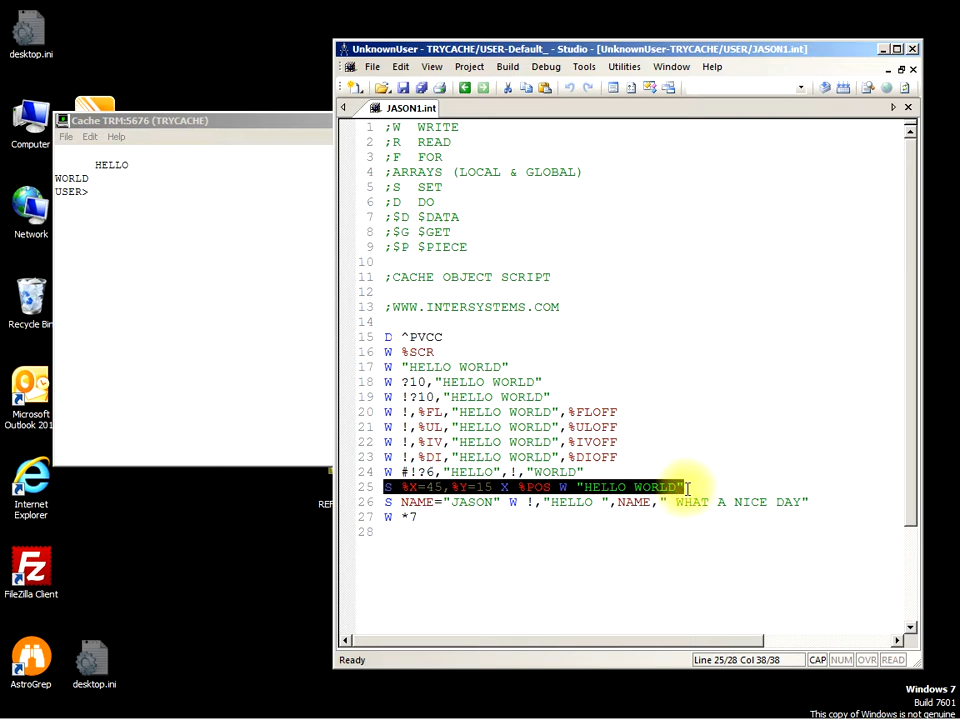 desktop.ini
Computer
Network
Recycle Bin
Microsoft
Outlook 201
Internet
Explorer
FileZilla Client
AstroGrep
desktop.ini
Cache TRM:5676 (TRYCACHE)
File Edit Help
HELLO
WORLD
USER>
REF
UnknownUser - TRYCACHE/USER-Default_ - Studio - [UnknownUser-TRYCACHE/USER/JASON1.int]
File Edit View Project Build Debug Tools Utilities Window Help
JASON1.int
1 ;W WRITE
2 ;R READ
3 ;F FOR
4 ;ARRAYS (LOCAL & GLOBAL)
5 ;S SET
6 ;D DO
7 ;$D $DATA
8 ;$G $GET
9 ;$P $PIECE
10
11 ;CACHE OBJECT SCRIPT
12
13 ;WWW.INTERSYSTEMS.COM
14
15 D ^PVCC
16 W %SCR
17 W "HELLO WORLD"
18 W ?10,"HELLO WORLD"
19 W !?10,"HELLO WORLD"
20 W !,%FL,"HELLO WORLD",%FLOFF
21 W !,%UL,"HELLO WORLD",%ULOFF
22 W !,%IV,"HELLO WORLD",%IVOFF
23 W !,%DI,"HELLO WORLD",%DIOFF
24 W #!?6,"HELLO",!,"WORLD"
25 S %X=45,%Y=15 X %POS W "HELLO WORLD"
26 S NAME="JASON" W !,"HELLO ",NAME," WHAT A NICE DAY"
27 W *7
28
Ready Line 25/28 Col 38/38 CAP NUM OVR READ
Windows 7
Build 7601
This copy of Windows is not genuine